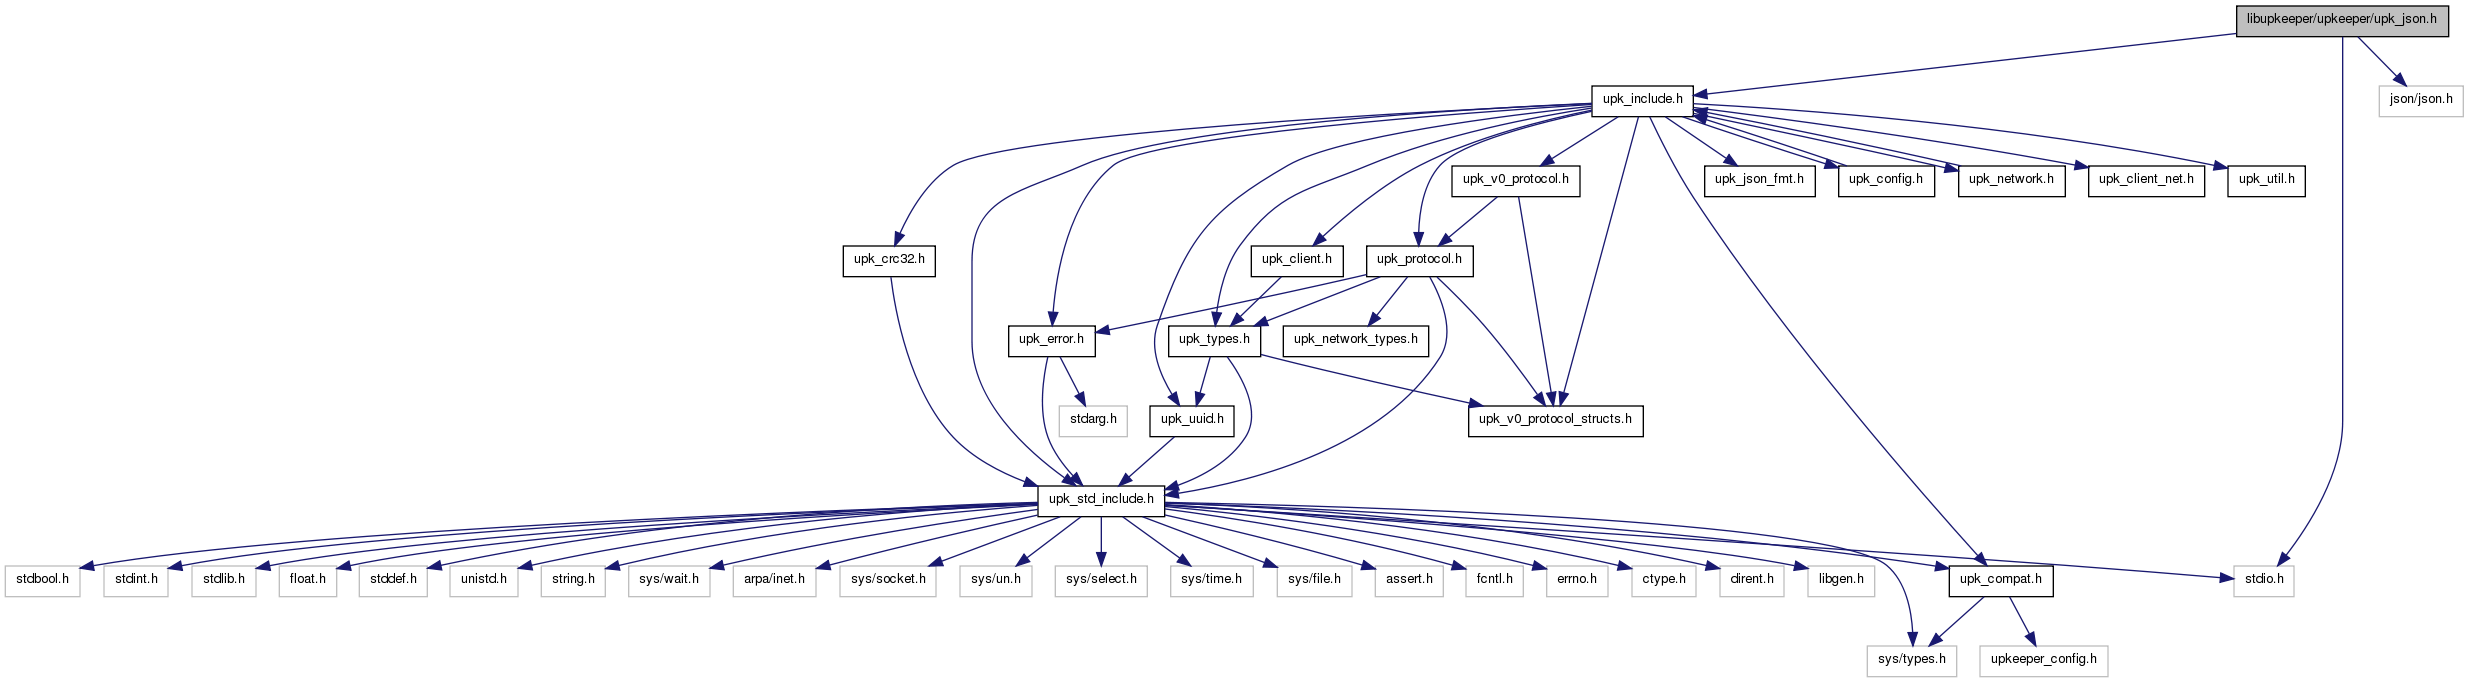 libupkeeper/upkeeper/upk_json.h
upk_include.h
json/json.h
upk_v0_protocol.h
upk_json_fmt.h
upk_config.h
upk_network.h
upk_client_net.h
upk_util.h
upk_crc32.h
upk_client.h
upk_protocol.h
upk_error.h
upk_types.h
upk_network_types.h
stdarg.h
upk_uuid.h
upk_v0_protocol_structs.h
upk_std_include.h
stdbool.h
stdint.h
stdlib.h
float.h
stddef.h
unistd.h
string.h
sys/wait.h
arpa/inet.h
sys/socket.h
sys/un.h
sys/select.h
sys/time.h
sys/file.h
assert.h
fcntl.h
errno.h
ctype.h
dirent.h
libgen.h
upk_compat.h
stdio.h
sys/types.h
upkeeper_config.h